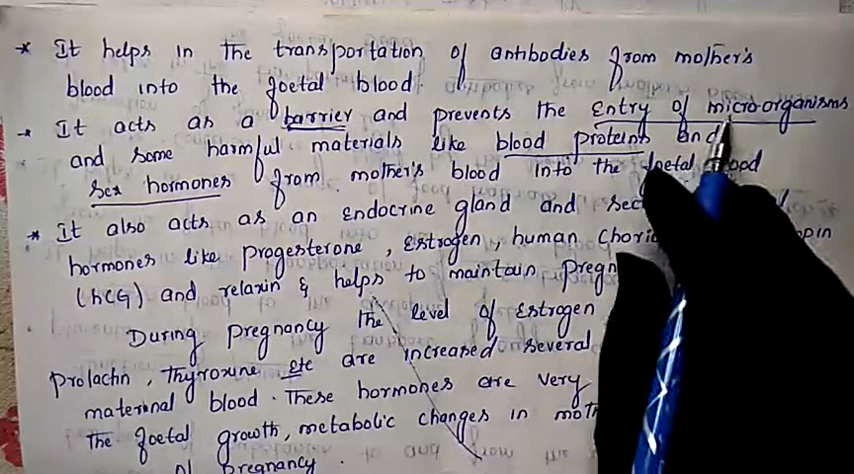 * It helps in the transportation of antibodies from mother's
blood into the foetal blood.
* It acts as a barrier and prevents the entry of microorganisms
and some harmful materials like blood proteins and
sex hormones from mother's blood into the foetal blood
* It also acts as an endocrine gland and
hormones like progesterone, Estrogen, human
(hCG) and relaxin & helps to maintain
During pregnancy the level of Estrogen
prolachn, Thyroxine etc are increased several
maternal blood. These hormones are very
The foetal growth, metabolic changes in
of pregnancy.